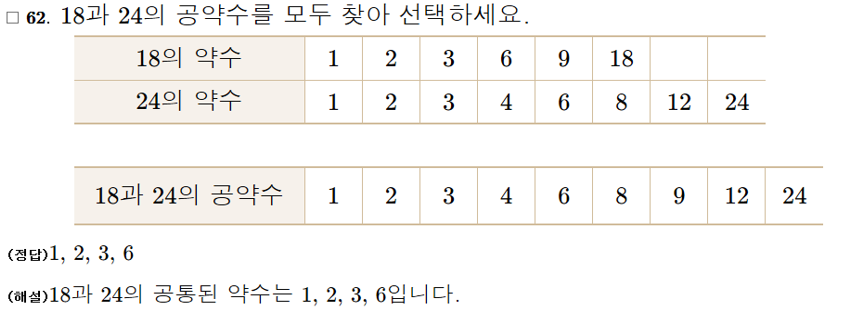 □ 62. 18과 24의 공약수를 모두 찾아 선택하세요.
18의 약수 1 2 3 6 9 18
24의 약수 1 2 3 4 6 8 12 24
18과 24의 공약수 1 2 3 4 6 8 9 12 24
(정답)1, 2, 3, 6
(해설)18과 24의 공통된 약수는 1, 2, 3, 6입니다.